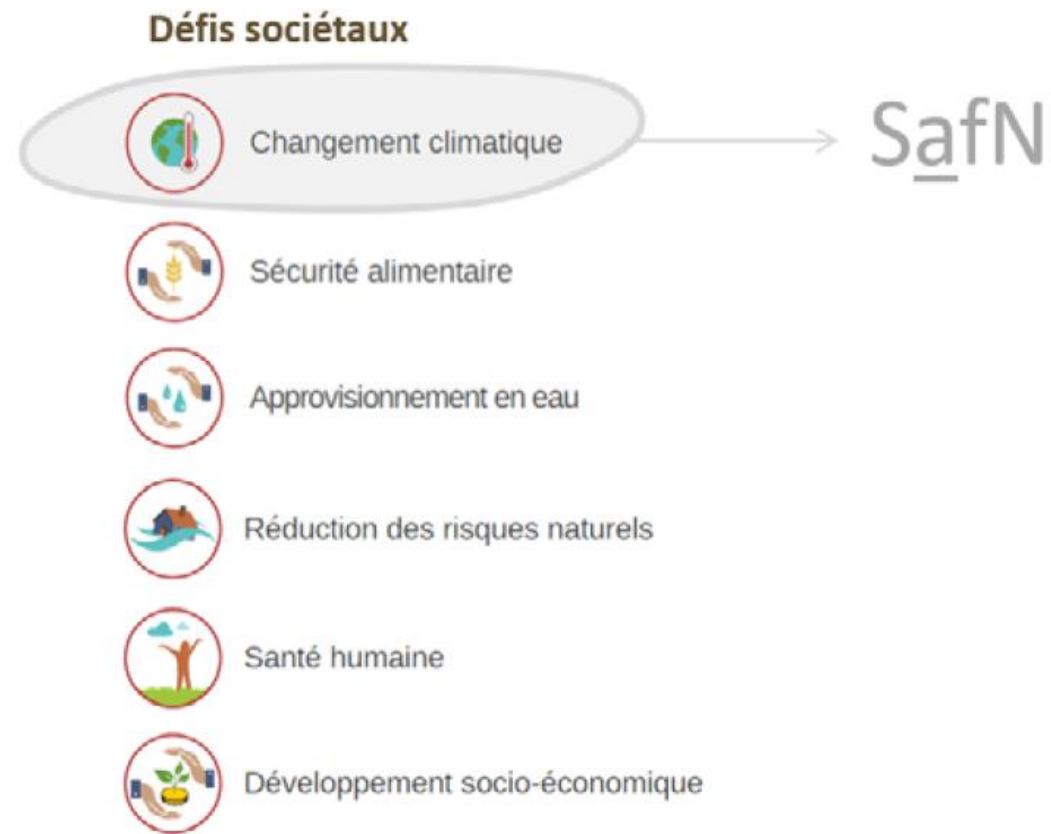 Défis sociétaux
Changement climatique
SafN
Sécurité alimentaire
Approvisionnement en eau
Réduction des risques naturels
Santé humaine
Développement socio-économique